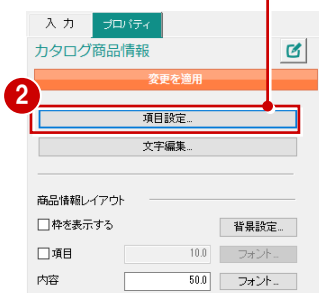 入 力 プロパティ
カタログ商品情報
変更を適用
2
項目設定...
文字編集...
商品情報レイアウト
枠を表示する 背景設定...
項目 10.0 フォント...
内容 50.0 フォント...